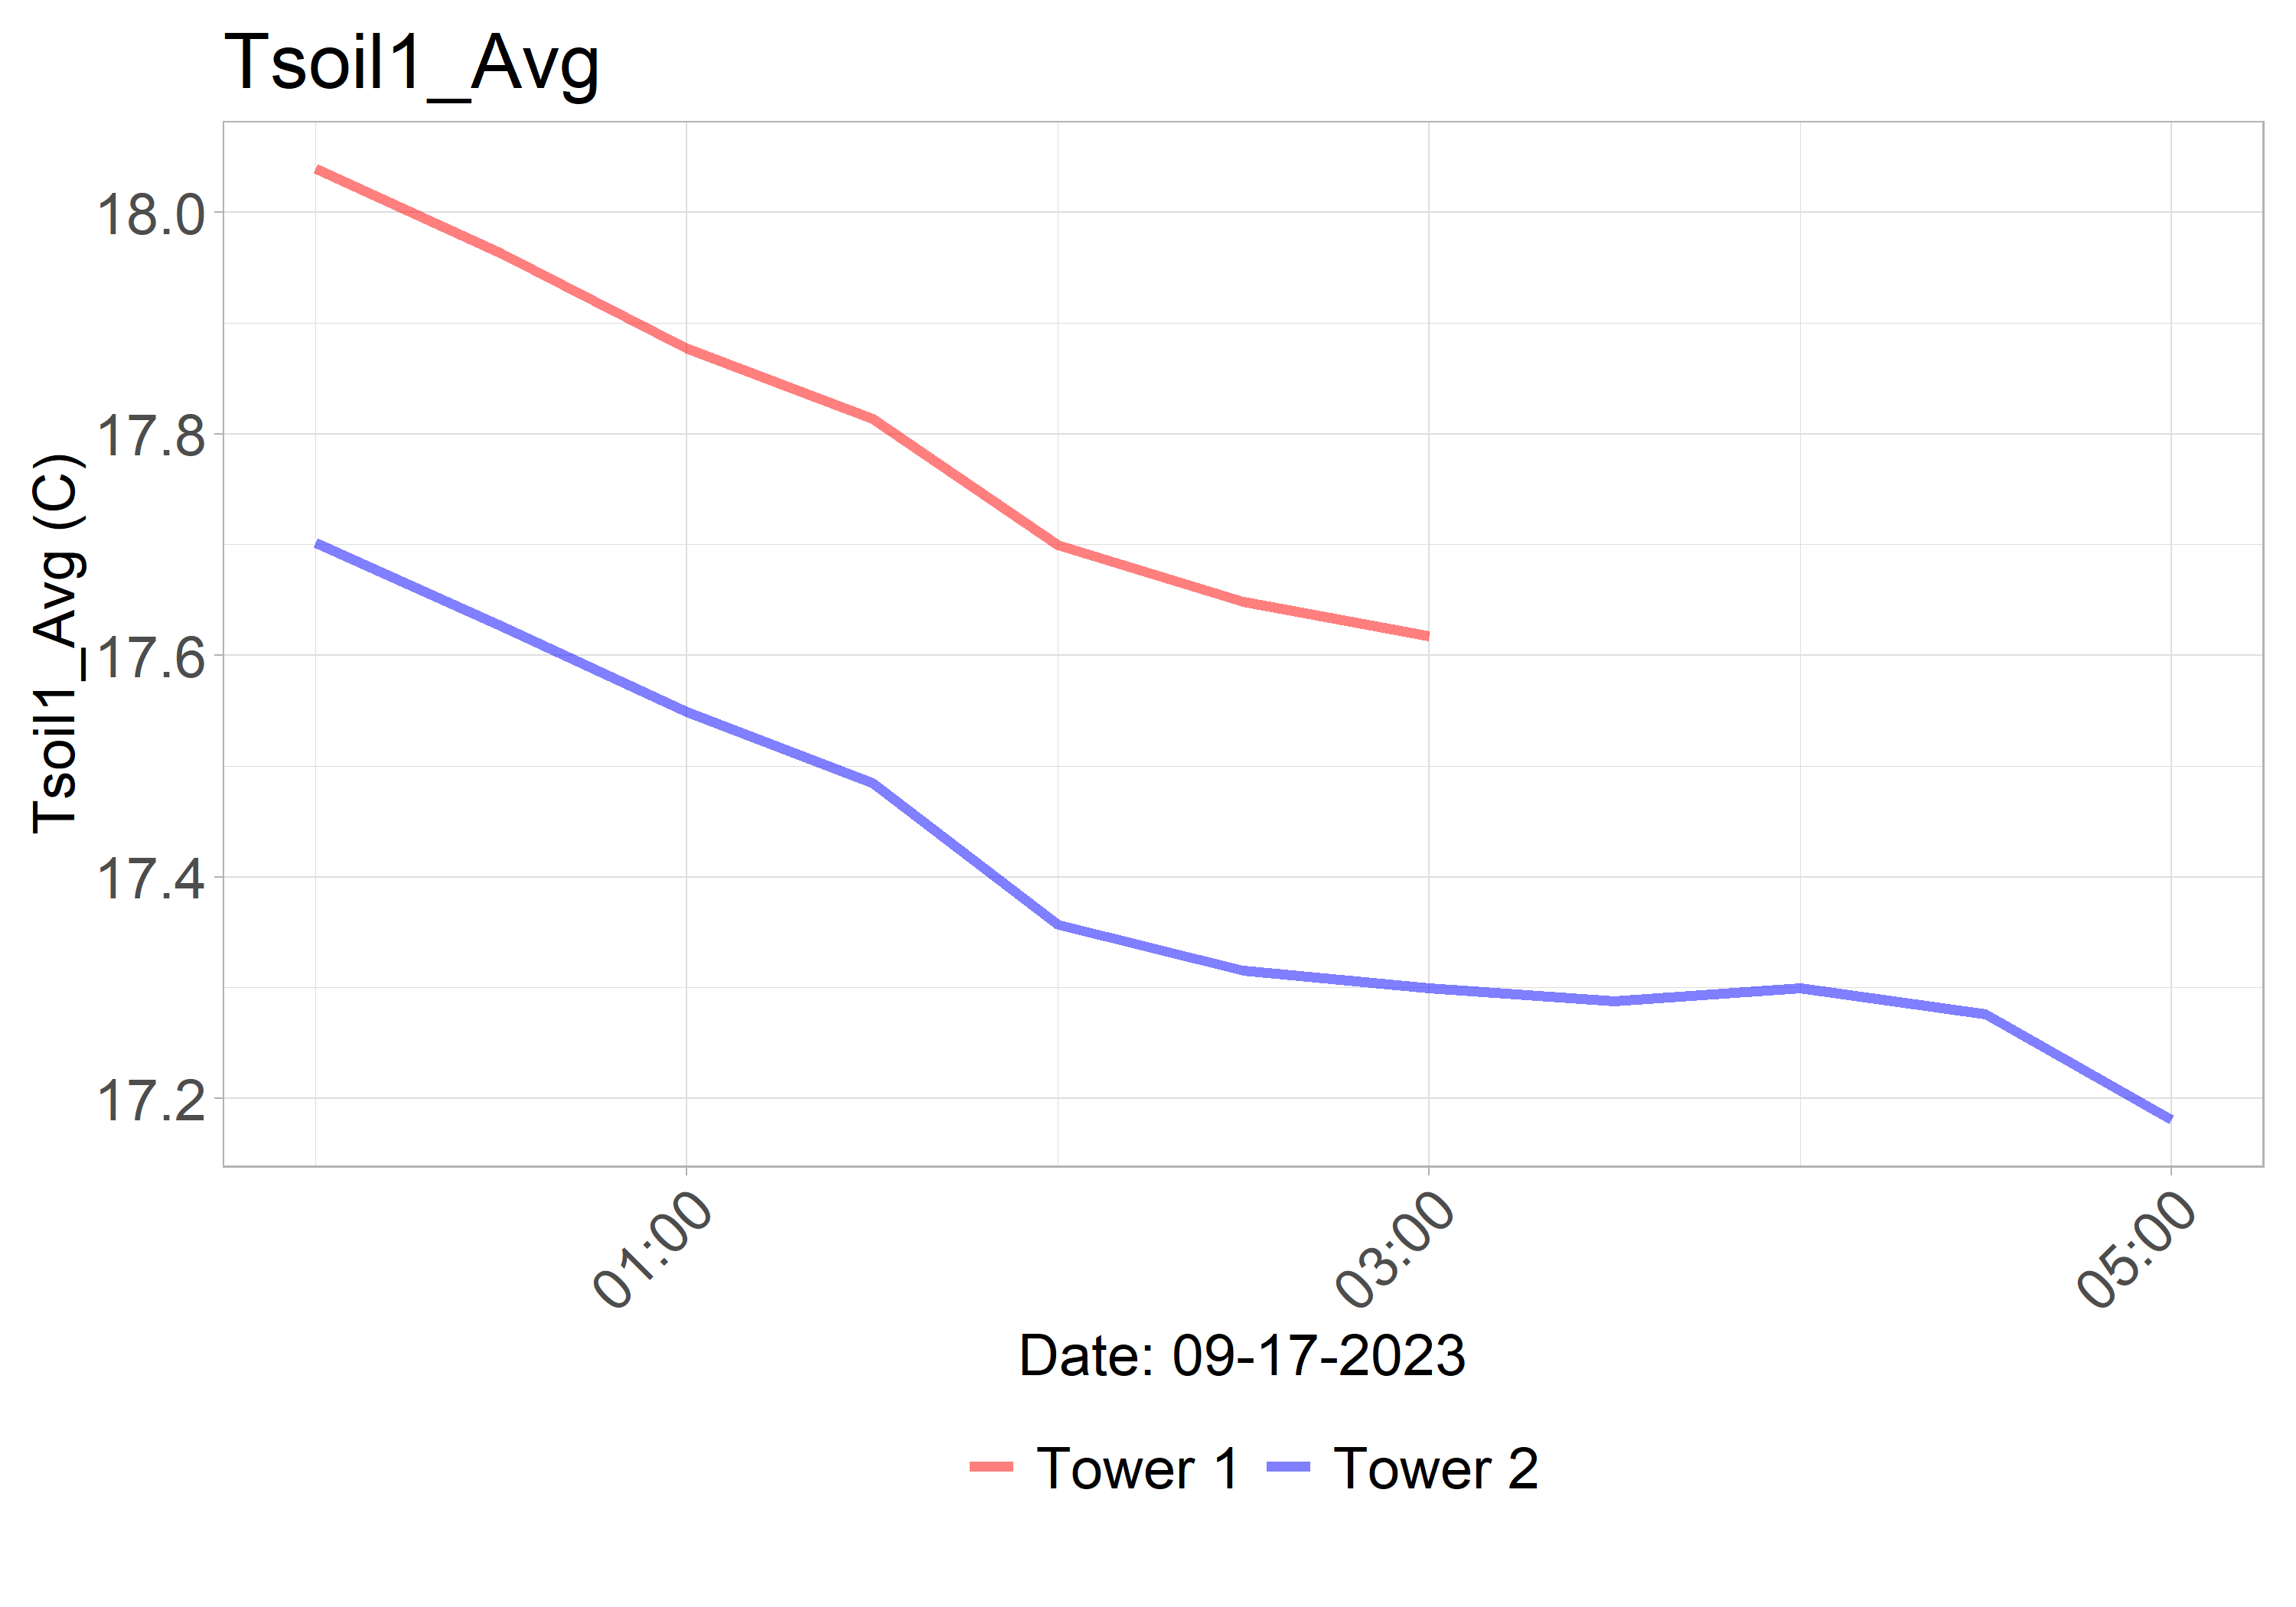 Tsoil1_Avg
Tsoil1_Avg (C)
18.0
17.8
17.6
17.4
17.2
01:00
03:00
05:00
Date: 09-17-2023
Tower 1
Tower 2